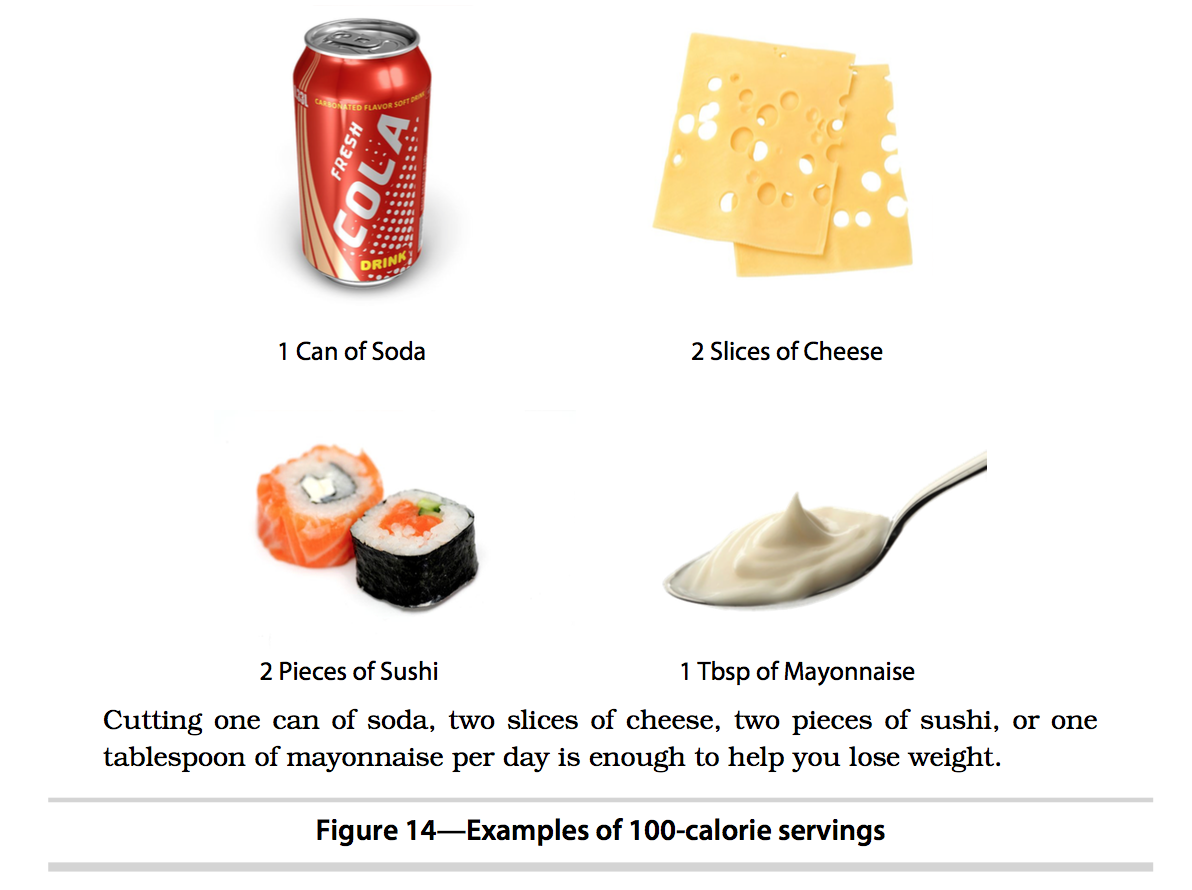 .33L
CARBONATED FLAVOR SOFT DRINK
FRESH
COLA
DRINK
1 Can of Soda
2 Slices of Cheese
2 Pieces of Sushi
1 Tbsp of Mayonnaise
Cutting one can of soda, two slices of cheese, two pieces of sushi, or one
tablespoon of mayonnaise per day is enough to help you lose weight.
Figure 14—Examples of 100-calorie servings